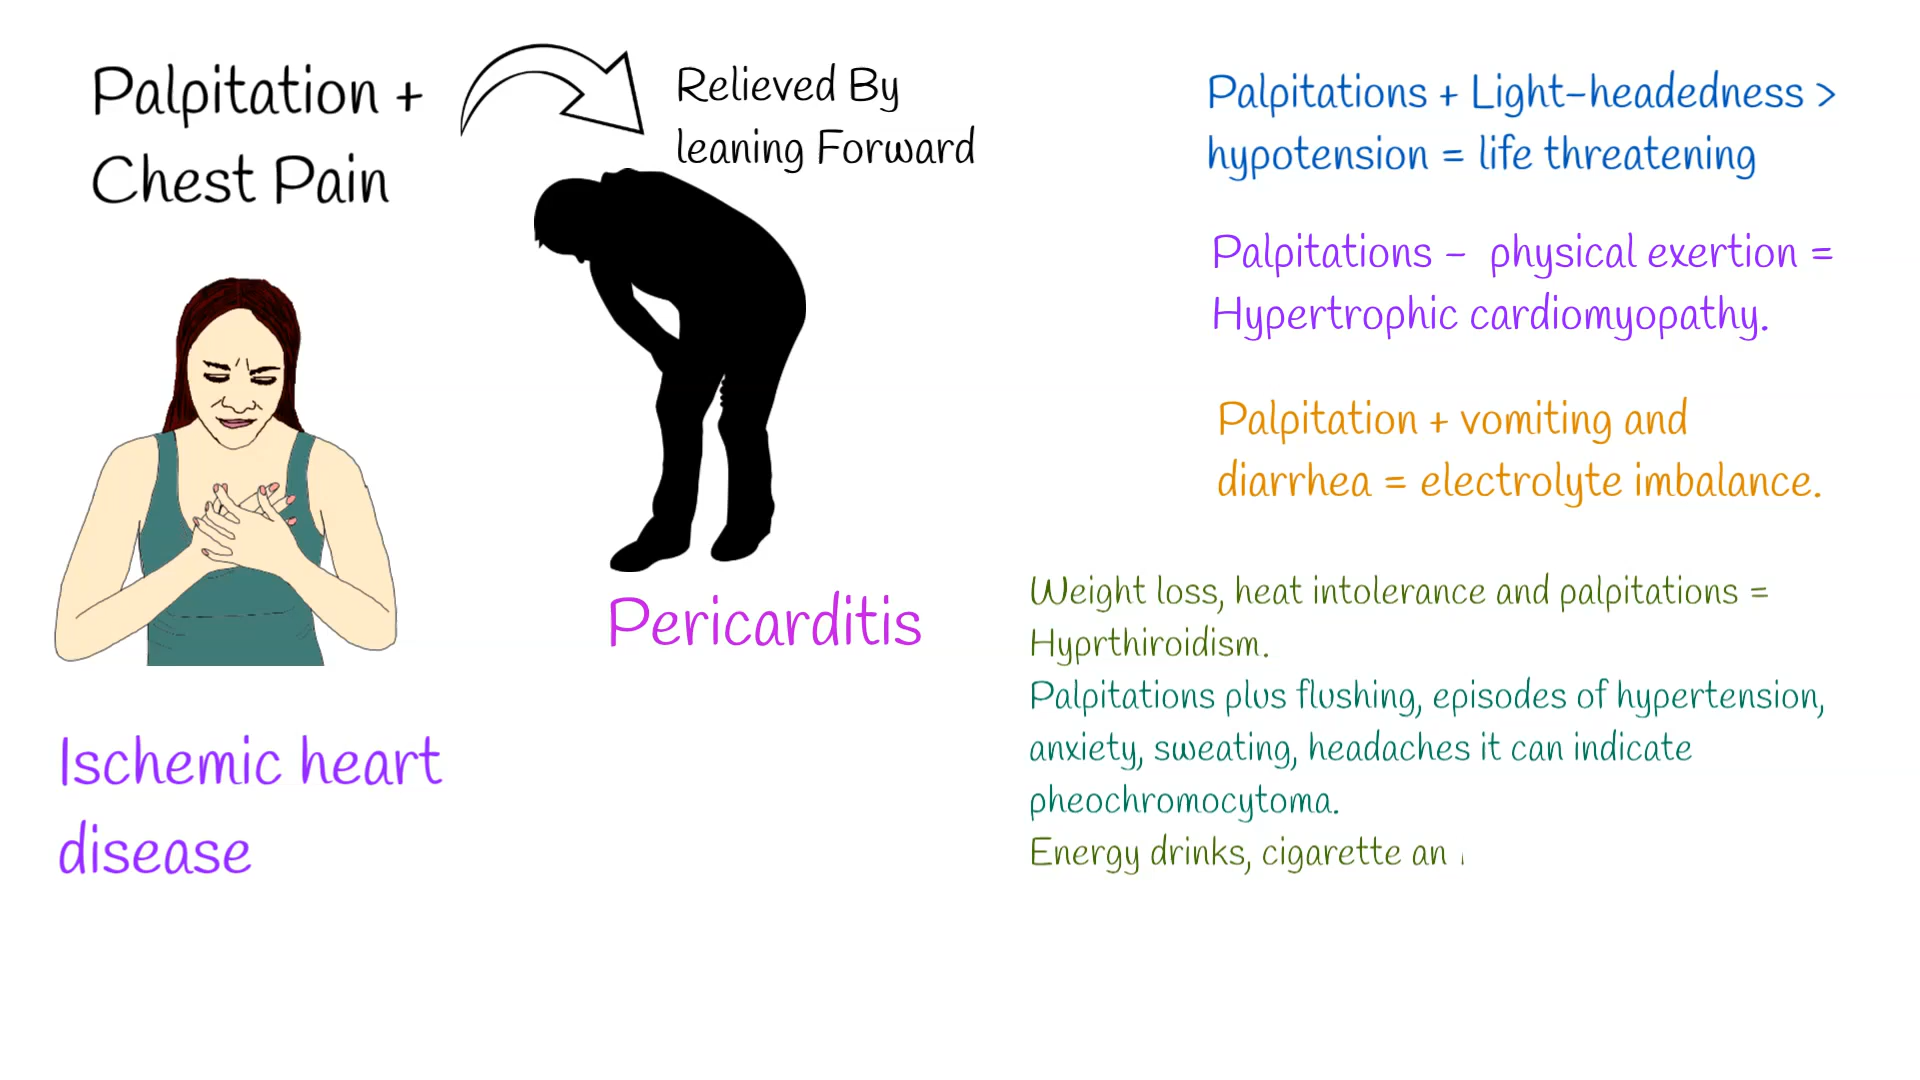 Palpitation +
Chest Pain
Relieved By
leaning Forward
Pericarditis
Ischemic heart
disease
Palpitations + Light-headedness >
hypotension = life threatening
Palpitations - physical exertion =
Hypertrophic cardiomyopathy.
Palpitation + vomiting and
diarrhea = electrolyte imbalance.
Weight loss, heat intolerance and palpitations =
Hyprthiroidism.
Palpitations plus flushing, episodes of hypertension,
anxiety, sweating, headaches it can indicate
pheochromocytoma.
Energy drinks, cigarette an